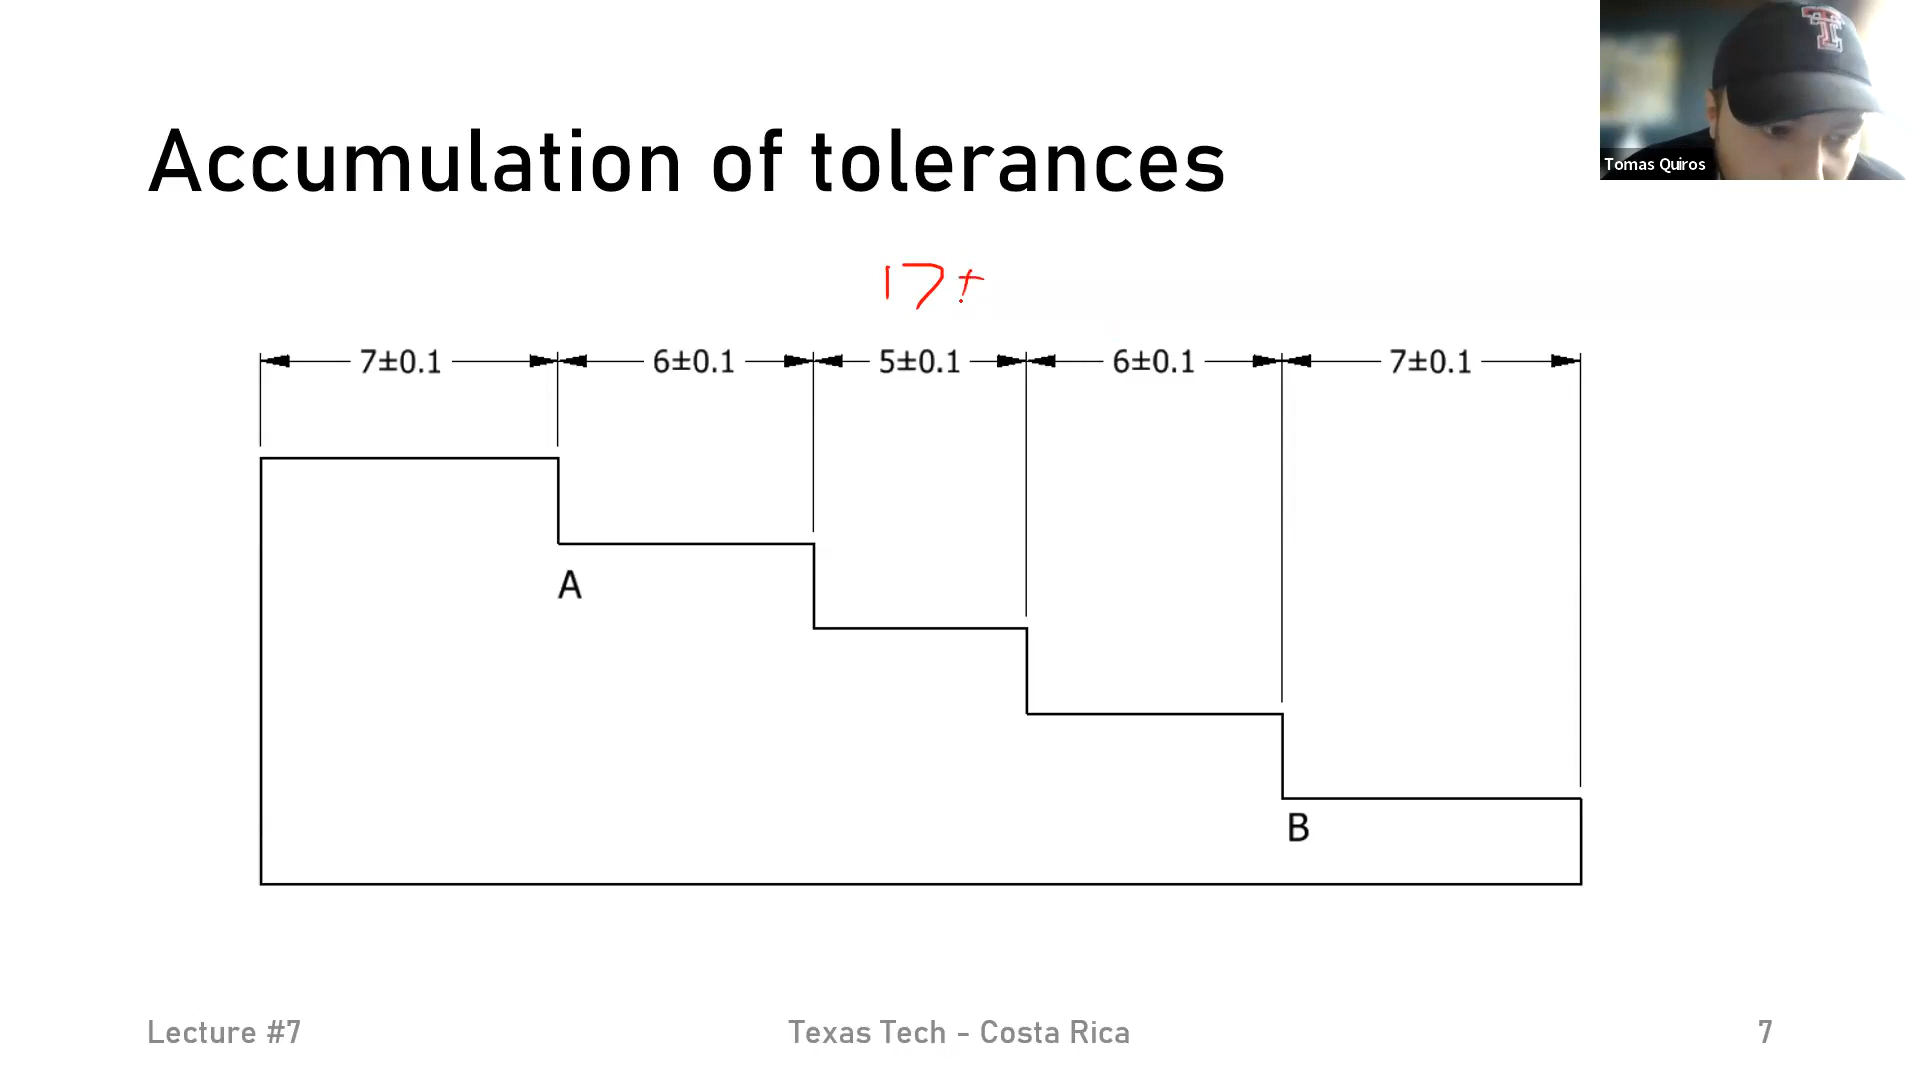 Accumulation of tolerances
Tomas Quiros
17±
7±0.1 6±0.1 5±0.1 6±0.1 7±0.1
A
B
Lecture #7 Texas Tech - Costa Rica 7